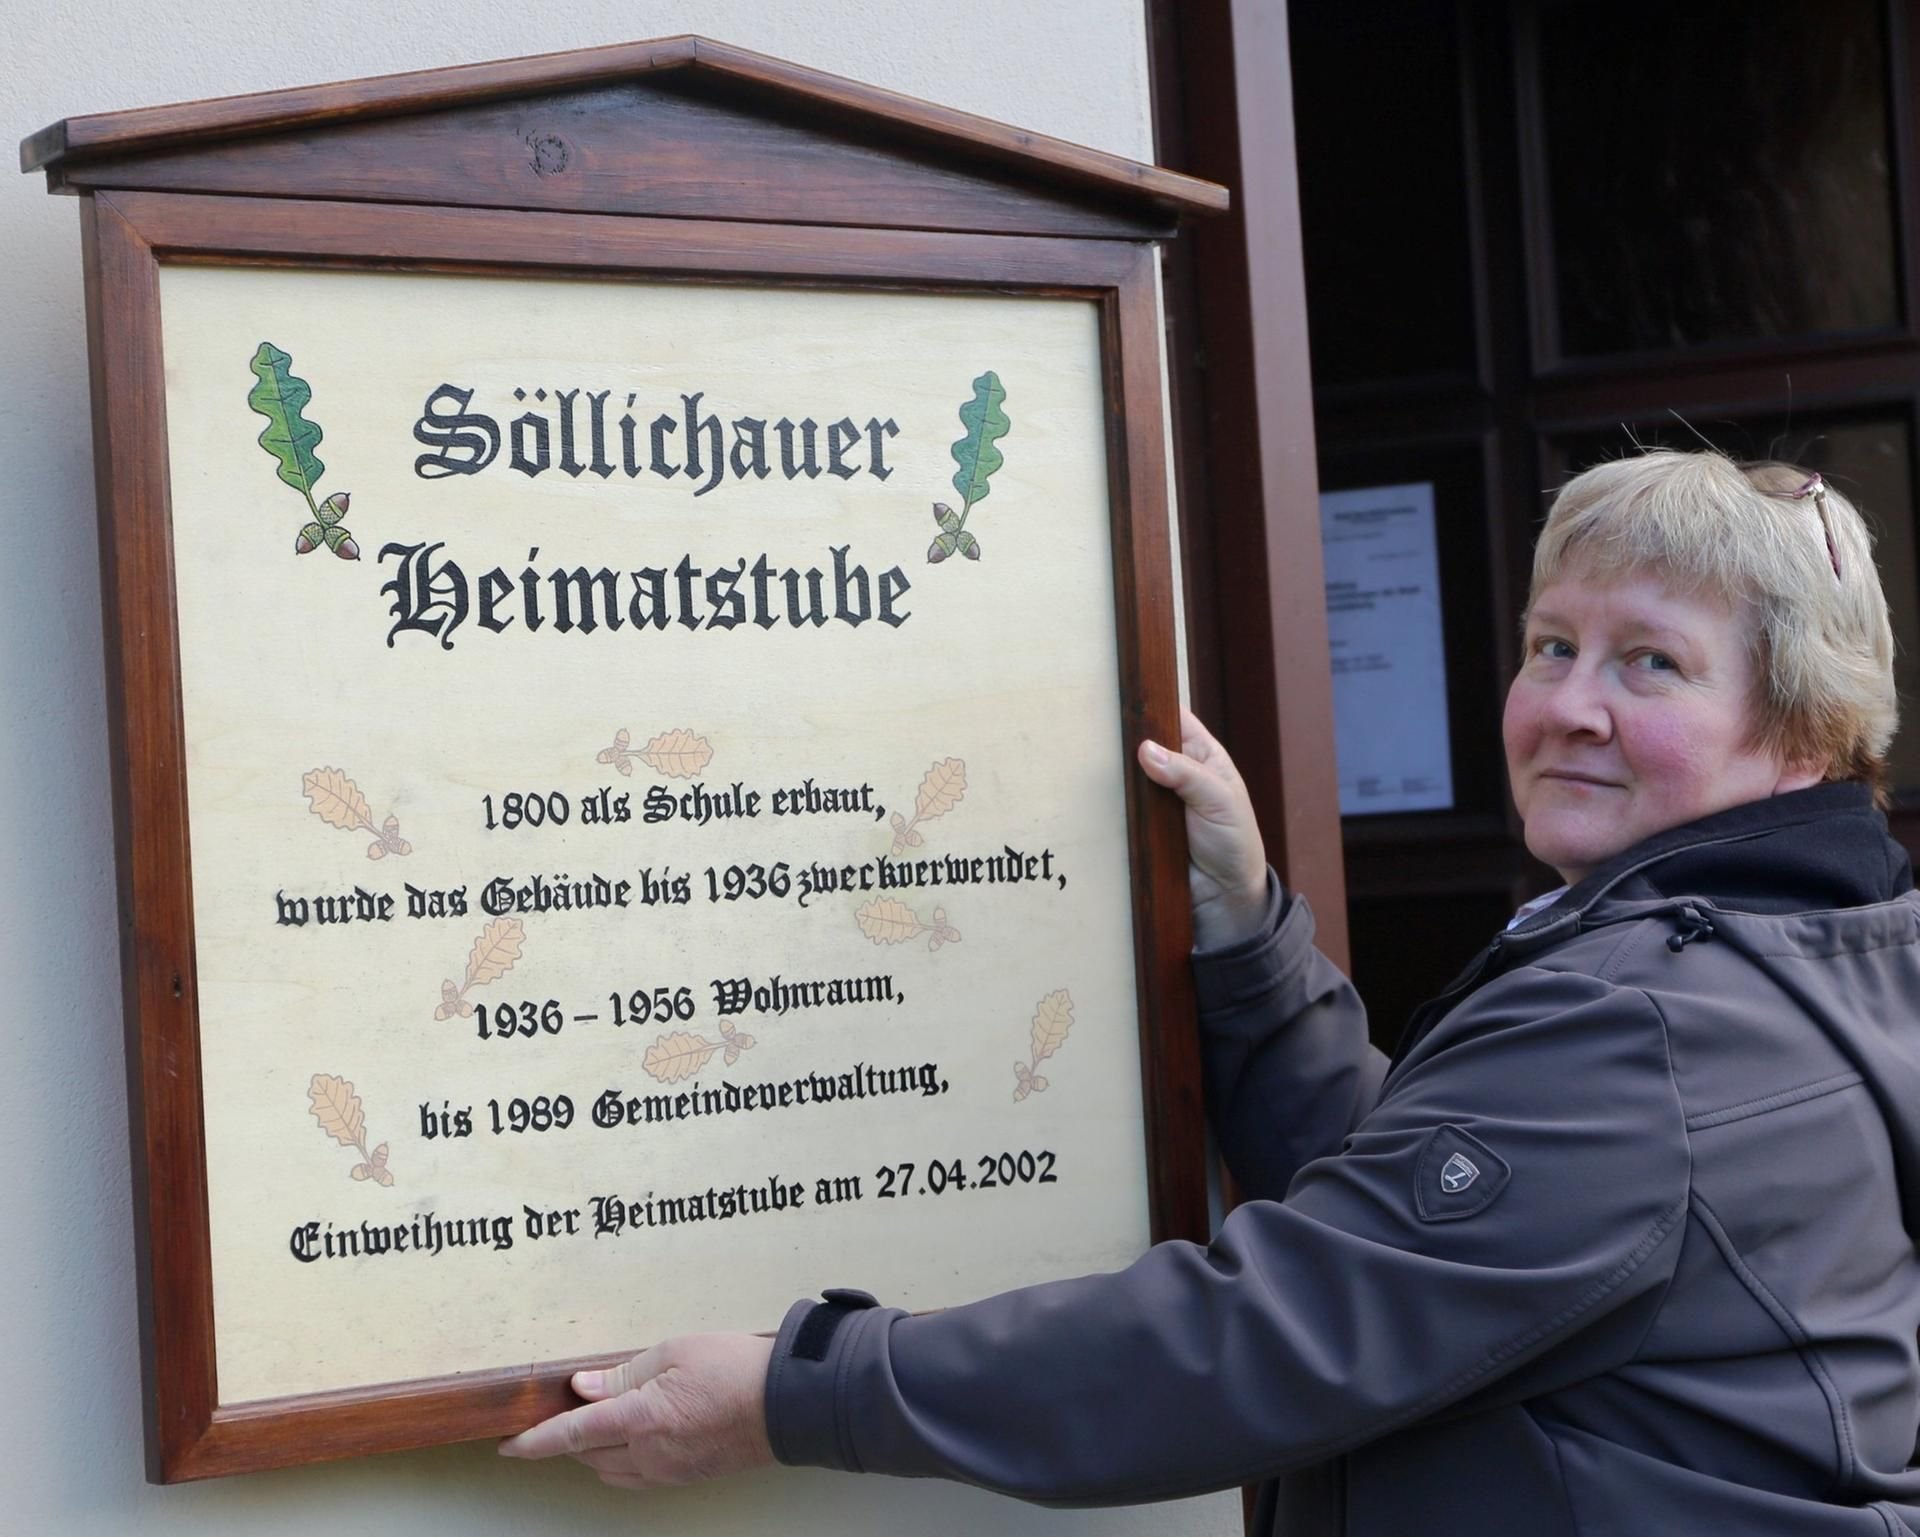 Söllichauer
Heimatstube
1800 als Schule erbaut,
wurde das Gebäude bis 1936 zweckverwendet,
1936 – 1956 Wohnraum,
bis 1989 Gemeindeverwaltung,
Einweihung der Heimatstube am 27.04.2002